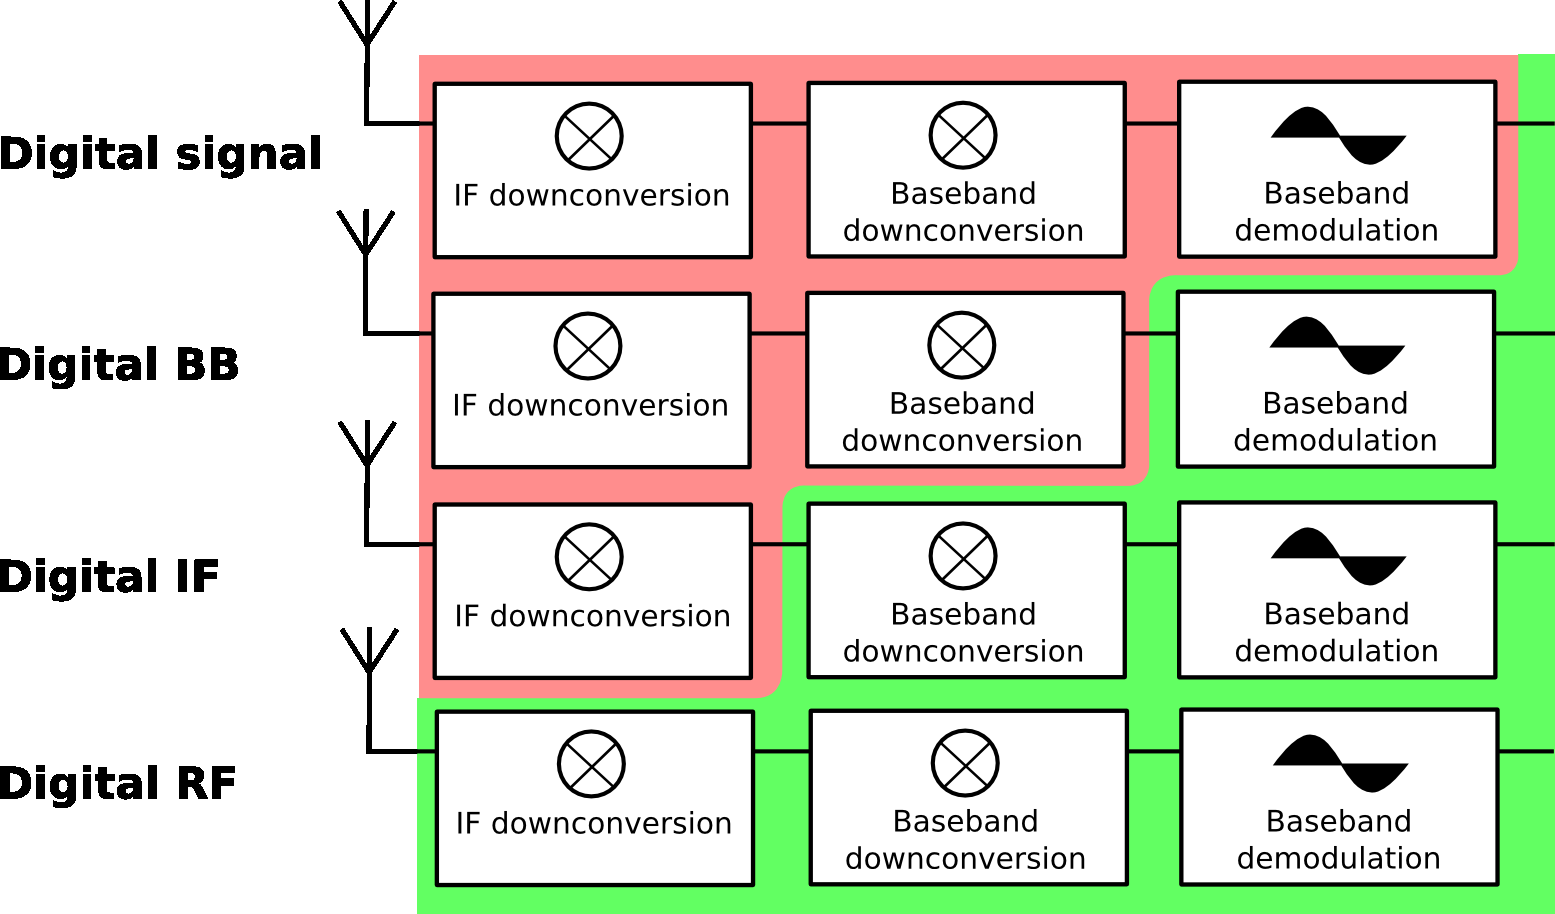 Digital signal
IF downconversion
Baseband
downconversion
Baseband
demodulation
Digital BB
IF downconversion
Baseband
downconversion
Baseband
demodulation
Digital IF
IF downconversion
Baseband
downconversion
Baseband
demodulation
Digital RF
IF downconversion
Baseband
downconversion
Baseband
demodulation